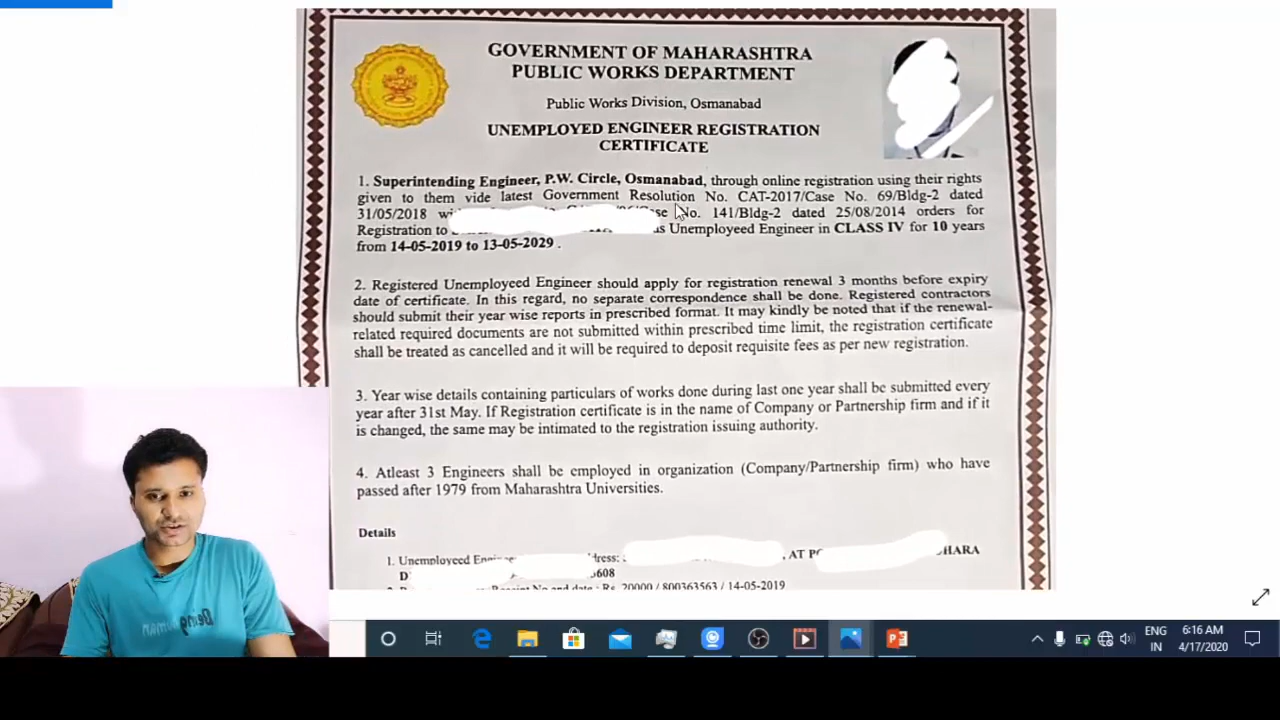 GOVERNMENT OF MAHARASHTRA
PUBLIC WORKS DEPARTMENT
Public Works Division, Osmanabad
UNEMPLOYED ENGINEER REGISTRATION
CERTIFICATE
1. Superintending Engineer, P.W. Circle, Osmanabad, through online registration using their rights
given to them vide latest Government Resolution No. CAT-2017/Case No. 69/Bldg-2 dated
31/05/2018 No. 141/Bldg-2 dated 25/08/2014 orders for
Registration to Unemployeed Engineer in CLASS IV for 10 years
from 14-05-2019 to 13-05-2029 .
2. Registered Unemployeed Engineer should apply for registration renewal 3 months before expiry
date of certificate. In this regard, no separate correspondence shall be done. Registered contractors
should submit their year wise reports in prescribed format. It may kindly be noted that if the renewal-
related required documents are not submitted within prescribed time limit, the registration certificate
shall be treated as cancelled and it will be required to deposit requisite fees as per new registration.
3. Year wise details containing particulars of works done during last one year shall be submitted every
year after 31st May. If Registration certificate is in the name of Company or Partnership firm and if it
is changed, the same may be intimated to the registration issuing authority.
4. Atleast 3 Engineers shall be employed in organization (Company/Partnership firm) who have
passed after 1979 from Maharashtra Universities.
Details
1. Unemployeed , AT
Receipt No and date : Rs. 20000 / 800363563 / 14-05-2019
Being
ENG
IN
6:16 AM
4/17/2020